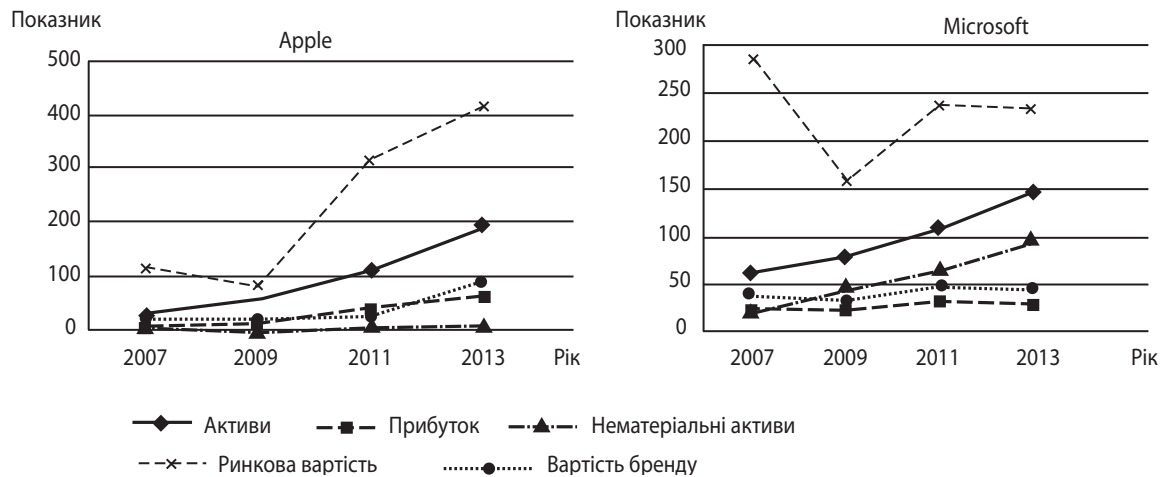 Показник
Apple
500
400
300
200
100
0
2007 2009 2011 2013 Рік
Показник
Microsoft
300
250
200
150
100
50
0
2007 2009 2011 2013 Рік
Активи Прибуток Нематеріальні активи
Ринкова вартість Вартість бренду